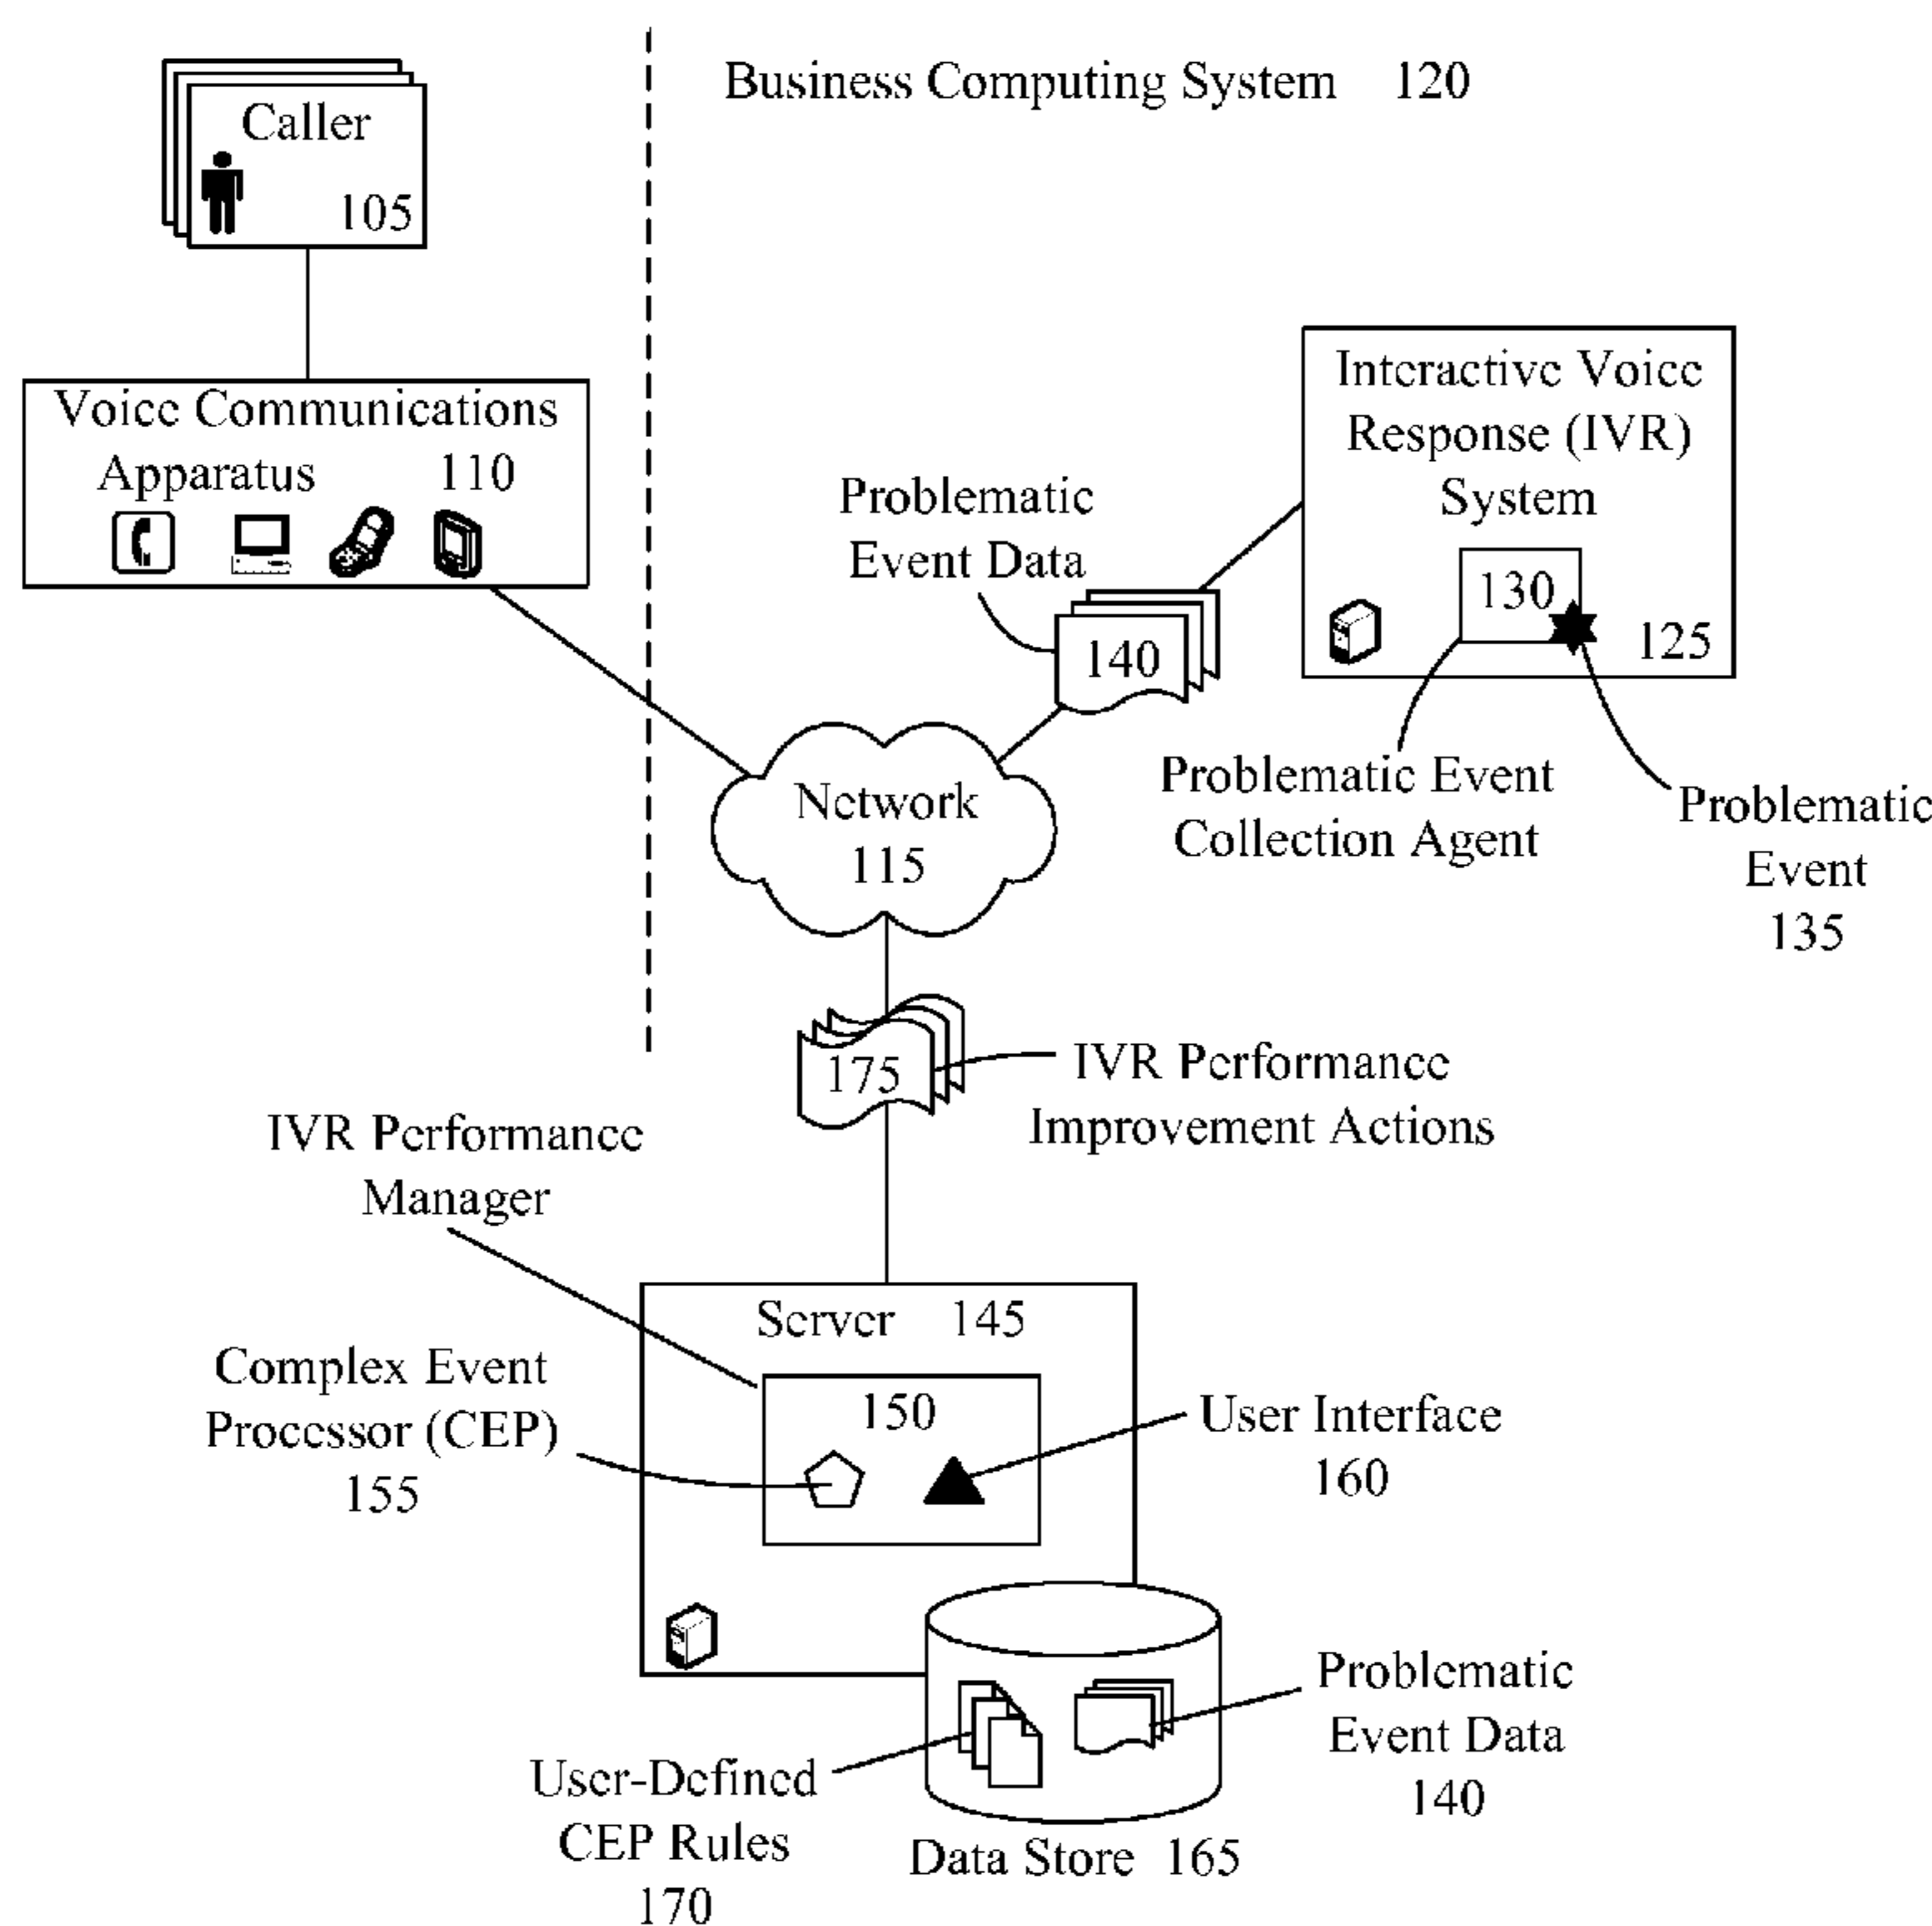 Business Computing System 120
Caller
105
Voice Communications
Apparatus 110
Interactive Voice
Response (IVR)
System
130
125
Problematic
Event Data
140
Problematic Event
Collection Agent
Problematic
Event
135
Network
115
175
IVR Performance
Improvement Actions
IVR Performance
Manager
Server 145
150
Complex Event
Processor (CEP)
155
User Interface
160
Problematic
Event Data
140
User-Defined
CEP Rules
170
Data Store 165